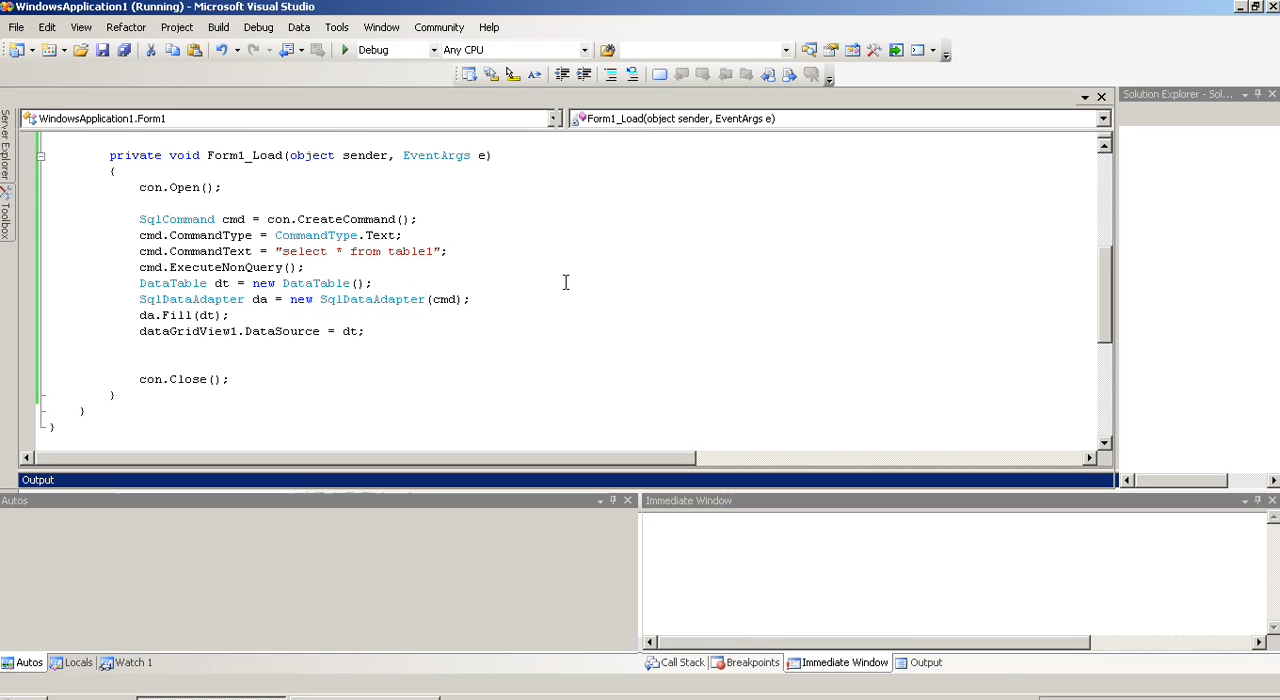 WindowsApplication1 (Running) - Microsoft Visual Studio
File Edit View Refactor Project Build Debug Data Tools Window Community Help
Debug Any CPU
Server Explorer
Toolbox
Solution Explorer - Sol...
WindowsApplication1.Form1
Form1_Load(object sender, EventArgs e)
private void Form1_Load(object sender, EventArgs e)
{
con.Open();
SqlCommand cmd = con.CreateCommand();
cmd.CommandType = CommandType.Text;
cmd.CommandText = "select * from table1";
cmd.ExecuteNonQuery();
DataTable dt = new DataTable();
SqlDataAdapter da = new SqlDataAdapter(cmd);
da.Fill(dt);
dataGridView1.DataSource = dt;
con.Close();
}
}
}
Output
Autos
Immediate Window
Autos Locals Watch 1
Call Stack Breakpoints Immediate Window Output